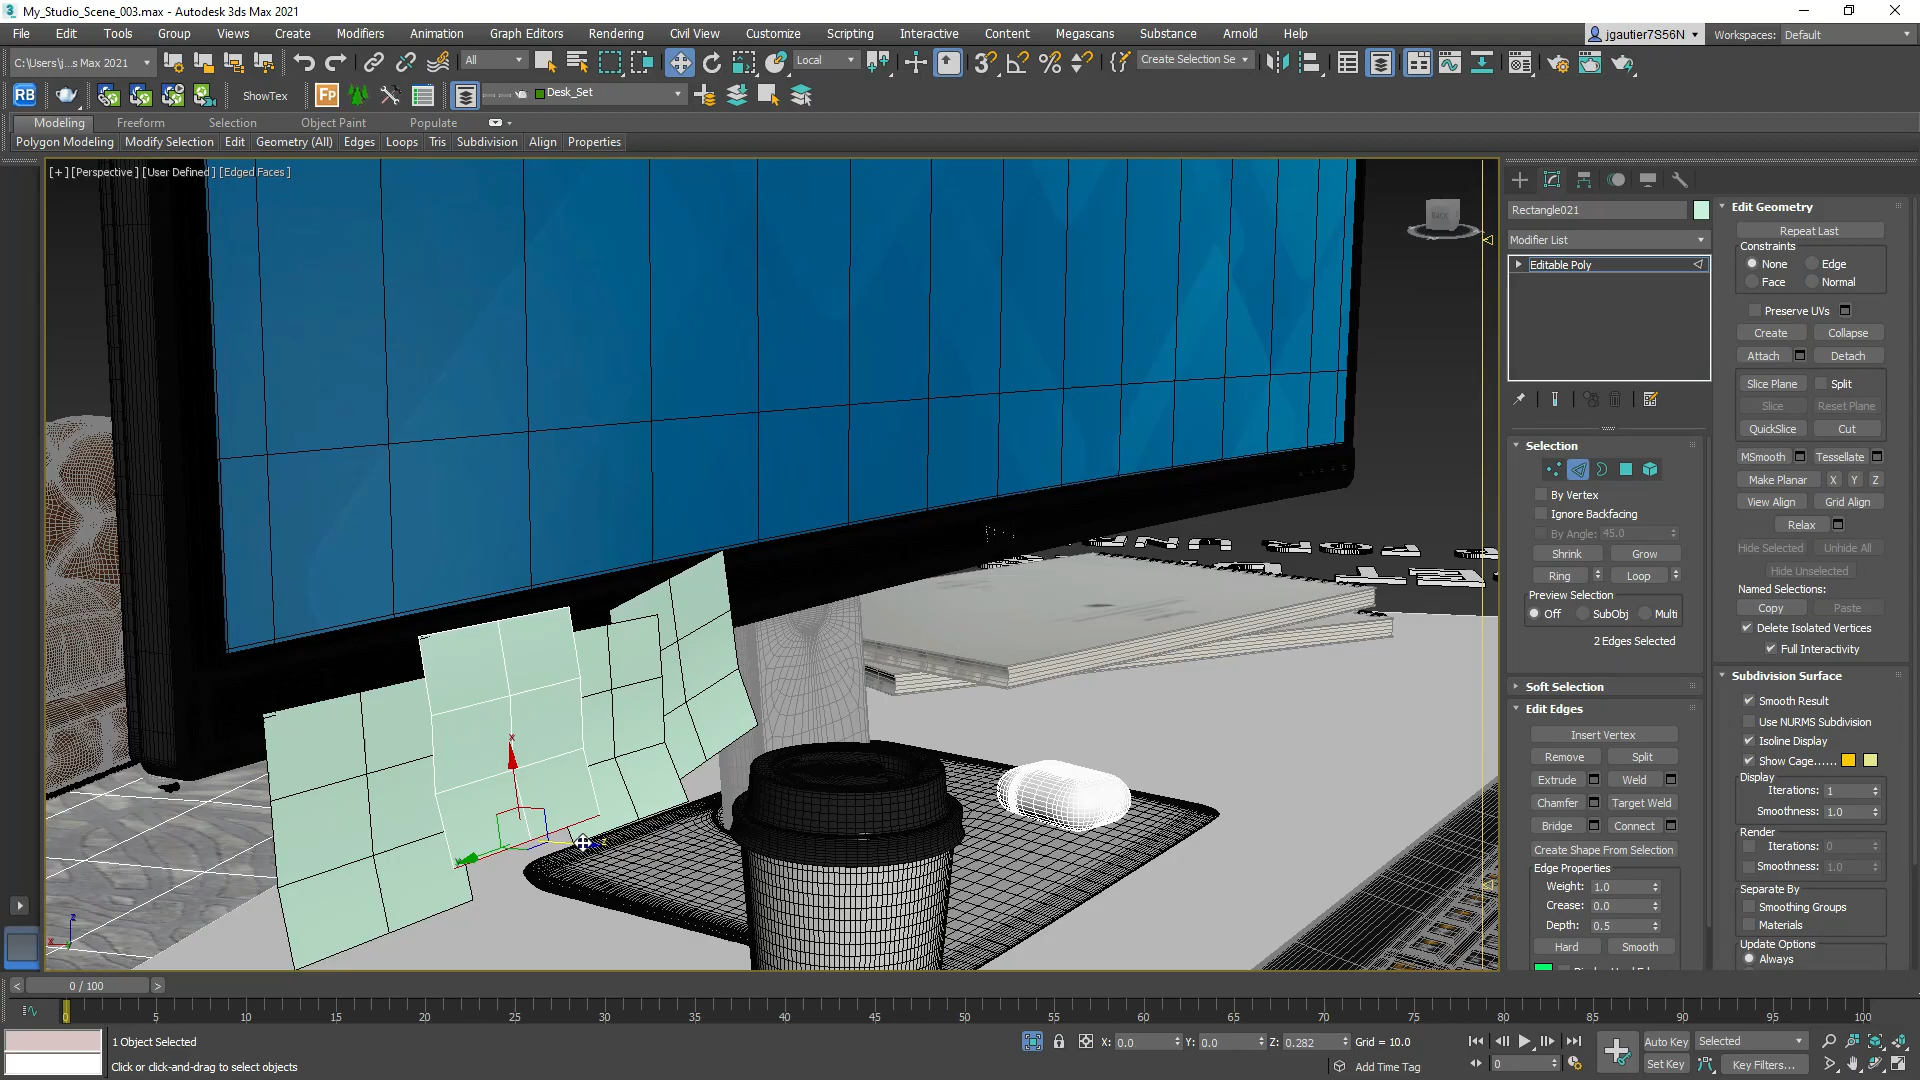 My_Studio_Scene_003.max - Autodesk 3ds Max 2021
File Edit Tools Group Views Create Modifiers Animation Graph Editors Rendering Civil View Customize Scripting Interactive Content Megascans Substance Arnold Help
jgautier7S56N Workspaces: Default
C:\Users\j...s Max 2021 All Local Create Selection Se
RB ShowTex Fp Desk_Set
Modeling Freeform Selection Object Paint Populate
Polygon Modeling Modify Selection Edit Geometry (All) Edges Loops Tris Subdivision Align Properties
[+] [Perspective] [User Defined] [Edged Faces]
BACK
Rectangle021
Modifier List
Editable Poly
Selection
By Vertex
Ignore Backfacing
By Angle: 45.0
Shrink Grow
Ring Loop
Preview Selection
Off SubObj Multi
2 Edges Selected
Soft Selection
Edit Edges
Insert Vertex
Remove Split
Extrude Weld
Chamfer Target Weld
Bridge Connect
Create Shape From Selection
Edge Properties
Weight: 1.0
Crease: 0.0
Depth: 0.5
Hard Smooth
Edit Geometry
Repeat Last
Constraints
None Edge
Face Normal
Preserve UVs
Create Collapse
Attach Detach
Slice Plane Split
Slice Reset Plane
QuickSlice Cut
MSmooth Tessellate
Make Planar X Y Z
View Align Grid Align
Relax
Hide Selected Unhide All
Hide Unselected
Named Selections:
Copy Paste
Delete Isolated Vertices
Full Interactivity
Subdivision Surface
Smooth Result
Use NURMS Subdivision
Isoline Display
Show Cage......
Display
Iterations: 1
Smoothness: 1.0
Render
Iterations: 0
Smoothness: 1.0
Separate By
Smoothing Groups
Materials
Update Options
Always
x
y
z
z
x
< 0 / 100 >
0 5 10 15 20 25 30 35 40 45 50 55 60 65 70 75 80 85 90 95 100
1 Object Selected
Click or click-and-drag to select objects
X: 0.0 Y: 0.0 Z: 0.282 Grid = 10.0
Add Time Tag
0
Auto Key Selected
Set Key Key Filters...